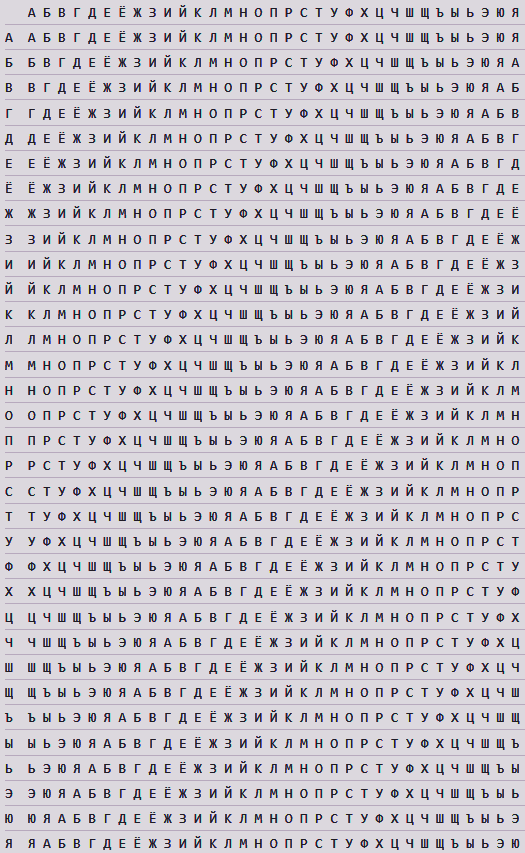 А Б В Г Д Е Ё Ж З И Й К Л М Н О П Р С Т У Ф Х Ц Ч Ш Щ Ъ Ы Ь Э Ю Я
А А Б В Г Д Е Ё Ж З И Й К Л М Н О П Р С Т У Ф Х Ц Ч Ш Щ Ъ Ы Ь Э Ю Я
Б Б В Г Д Е Ё Ж З И Й К Л М Н О П Р С Т У Ф Х Ц Ч Ш Щ Ъ Ы Ь Э Ю Я А
В В Г Д Е Ё Ж З И Й К Л М Н О П Р С Т У Ф Х Ц Ч Ш Щ Ъ Ы Ь Э Ю Я А Б
Г Г Д Е Ё Ж З И Й К Л М Н О П Р С Т У Ф Х Ц Ч Ш Щ Ъ Ы Ь Э Ю Я А Б В
Д Д Е Ё Ж З И Й К Л М Н О П Р С Т У Ф Х Ц Ч Ш Щ Ъ Ы Ь Э Ю Я А Б В Г
Е Е Ё Ж З И Й К Л М Н О П Р С Т У Ф Х Ц Ч Ш Щ Ъ Ы Ь Э Ю Я А Б В Г Д
Ё Ё Ж З И Й К Л М Н О П Р С Т У Ф Х Ц Ч Ш Щ Ъ Ы Ь Э Ю Я А Б В Г Д Е
Ж Ж З И Й К Л М Н О П Р С Т У Ф Х Ц Ч Ш Щ Ъ Ы Ь Э Ю Я А Б В Г Д Е Ё
З З И Й К Л М Н О П Р С Т У Ф Х Ц Ч Ш Щ Ъ Ы Ь Э Ю Я А Б В Г Д Е Ё Ж
И И Й К Л М Н О П Р С Т У Ф Х Ц Ч Ш Щ Ъ Ы Ь Э Ю Я А Б В Г Д Е Ё Ж З
Й Й К Л М Н О П Р С Т У Ф Х Ц Ч Ш Щ Ъ Ы Ь Э Ю Я А Б В Г Д Е Ё Ж З И
К К Л М Н О П Р С Т У Ф Х Ц Ч Ш Щ Ъ Ы Ь Э Ю Я А Б В Г Д Е Ё Ж З И Й
Л Л М Н О П Р С Т У Ф Х Ц Ч Ш Щ Ъ Ы Ь Э Ю Я А Б В Г Д Е Ё Ж З И Й К
М М Н О П Р С Т У Ф Х Ц Ч Ш Щ Ъ Ы Ь Э Ю Я А Б В Г Д Е Ё Ж З И Й К Л
Н Н О П Р С Т У Ф Х Ц Ч Ш Щ Ъ Ы Ь Э Ю Я А Б В Г Д Е Ё Ж З И Й К Л М
О О П Р С Т У Ф Х Ц Ч Ш Щ Ъ Ы Ь Э Ю Я А Б В Г Д Е Ё Ж З И Й К Л М Н
П П Р С Т У Ф Х Ц Ч Ш Щ Ъ Ы Ь Э Ю Я А Б В Г Д Е Ё Ж З И Й К Л М Н О
Р Р С Т У Ф Х Ц Ч Ш Щ Ъ Ы Ь Э Ю Я А Б В Г Д Е Ё Ж З И Й К Л М Н О П
С С Т У Ф Х Ц Ч Ш Щ Ъ Ы Ь Э Ю Я А Б В Г Д Е Ё Ж З И Й К Л М Н О П Р
Т Т У Ф Х Ц Ч Ш Щ Ъ Ы Ь Э Ю Я А Б В Г Д Е Ё Ж З И Й К Л М Н О П Р С
У У Ф Х Ц Ч Ш Щ Ъ Ы Ь Э Ю Я А Б В Г Д Е Ё Ж З И Й К Л М Н О П Р С Т
Ф Ф Х Ц Ч Ш Щ Ъ Ы Ь Э Ю Я А Б В Г Д Е Ё Ж З И Й К Л М Н О П Р С Т У
Х Х Ц Ч Ш Щ Ъ Ы Ь Э Ю Я А Б В Г Д Е Ё Ж З И Й К Л М Н О П Р С Т У Ф
Ц Ц Ч Ш Щ Ъ Ы Ь Э Ю Я А Б В Г Д Е Ё Ж З И Й К Л М Н О П Р С Т У Ф Х
Ч Ч Ш Щ Ъ Ы Ь Э Ю Я А Б В Г Д Е Ё Ж З И Й К Л М Н О П Р С Т У Ф Х Ц
Ш Ш Щ Ъ Ы Ь Э Ю Я А Б В Г Д Е Ё Ж З И Й К Л М Н О П Р С Т У Ф Х Ц Ч
Щ Щ Ъ Ы Ь Э Ю Я А Б В Г Д Е Ё Ж З И Й К Л М Н О П Р С Т У Ф Х Ц Ч Ш
Ъ Ъ Ы Ь Э Ю Я А Б В Г Д Е Ё Ж З И Й К Л М Н О П Р С Т У Ф Х Ц Ч Ш Щ
Ы Ы Ь Э Ю Я А Б В Г Д Е Ё Ж З И Й К Л М Н О П Р С Т У Ф Х Ц Ч Ш Щ Ъ
Ь Ь Э Ю Я А Б В Г Д Е Ё Ж З И Й К Л М Н О П Р С Т У Ф Х Ц Ч Ш Щ Ъ Ы
Э Э Ю Я А Б В Г Д Е Ё Ж З И Й К Л М Н О П Р С Т У Ф Х Ц Ч Ш Щ Ъ Ы Ь
Ю Ю Я А Б В Г Д Е Ё Ж З И Й К Л М Н О П Р С Т У Ф Х Ц Ч Ш Щ Ъ Ы Ь Э
Я Я А Б В Г Д Е Ё Ж З И Й К Л М Н О П Р С Т У Ф Х Ц Ч Ш Щ Ъ Ы Ь Э Ю